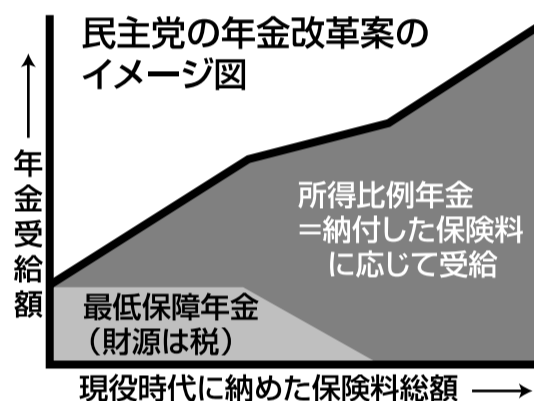 民主党の年金改革案の
イメージ図
年金受給額
所得比例年金
=納付した保険料
に応じて受給
最低保障年金
(財源は税)
現役時代に納めた保険料総額